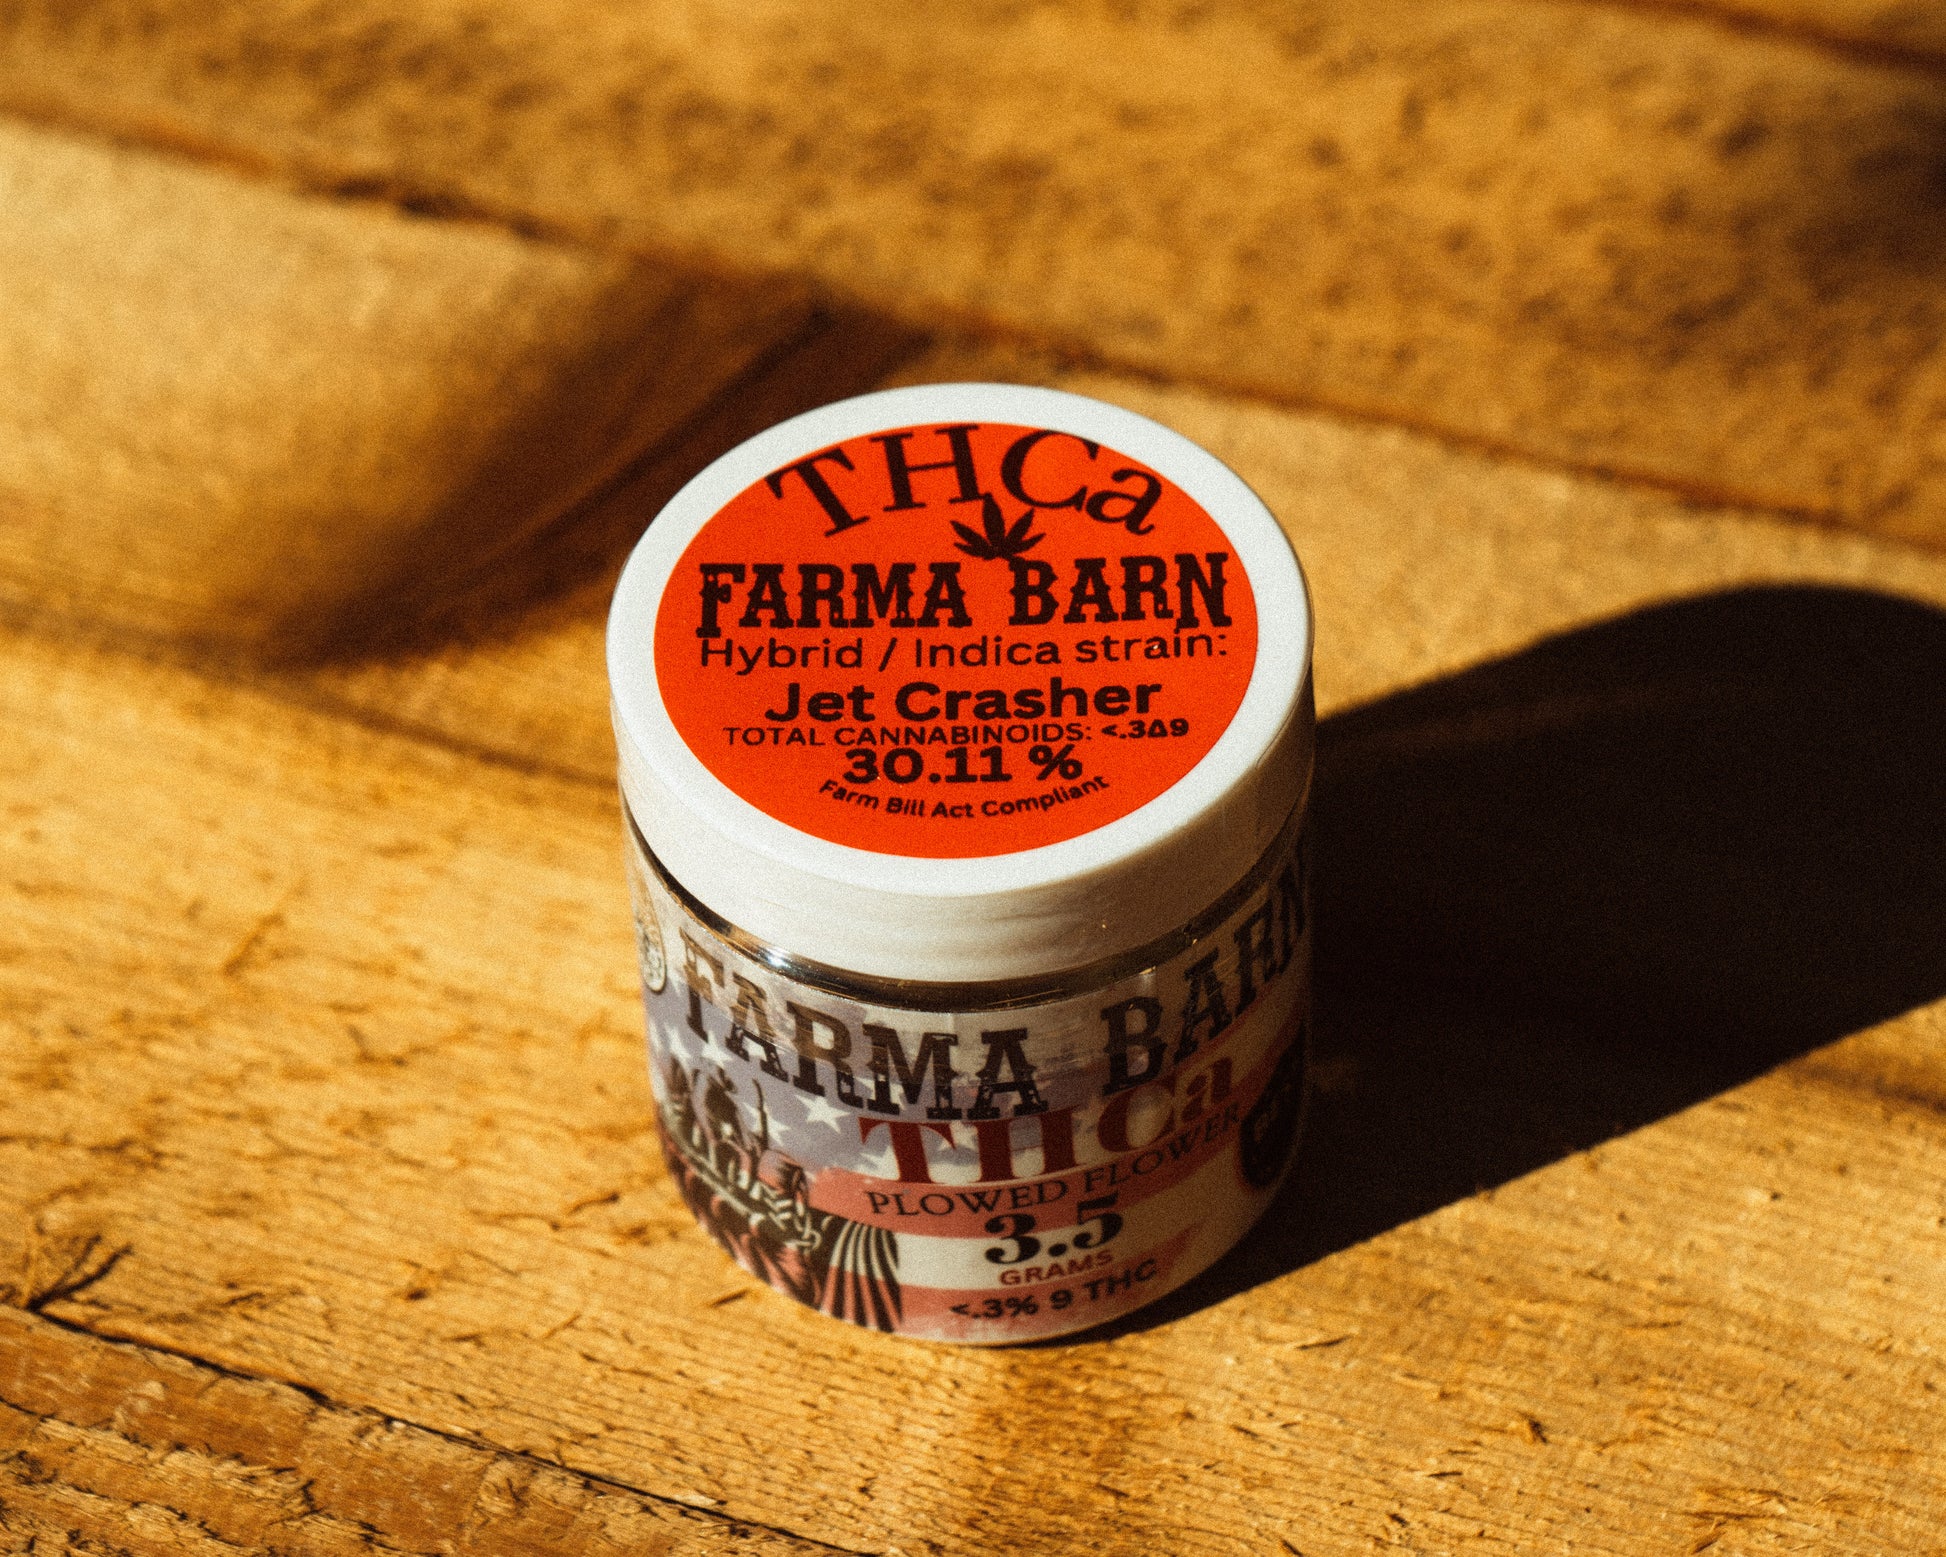 THCa
FARMA BARN
Hybrid / Indica strain:
Jet Crasher
TOTAL CANNABINOIDS: <.3Δ9
30.11 %
Farm Bill Act Compliant
FARMA BARN
THCa
PLOWED FLOWER
3.5
GRAMS
<.3% 9 THC